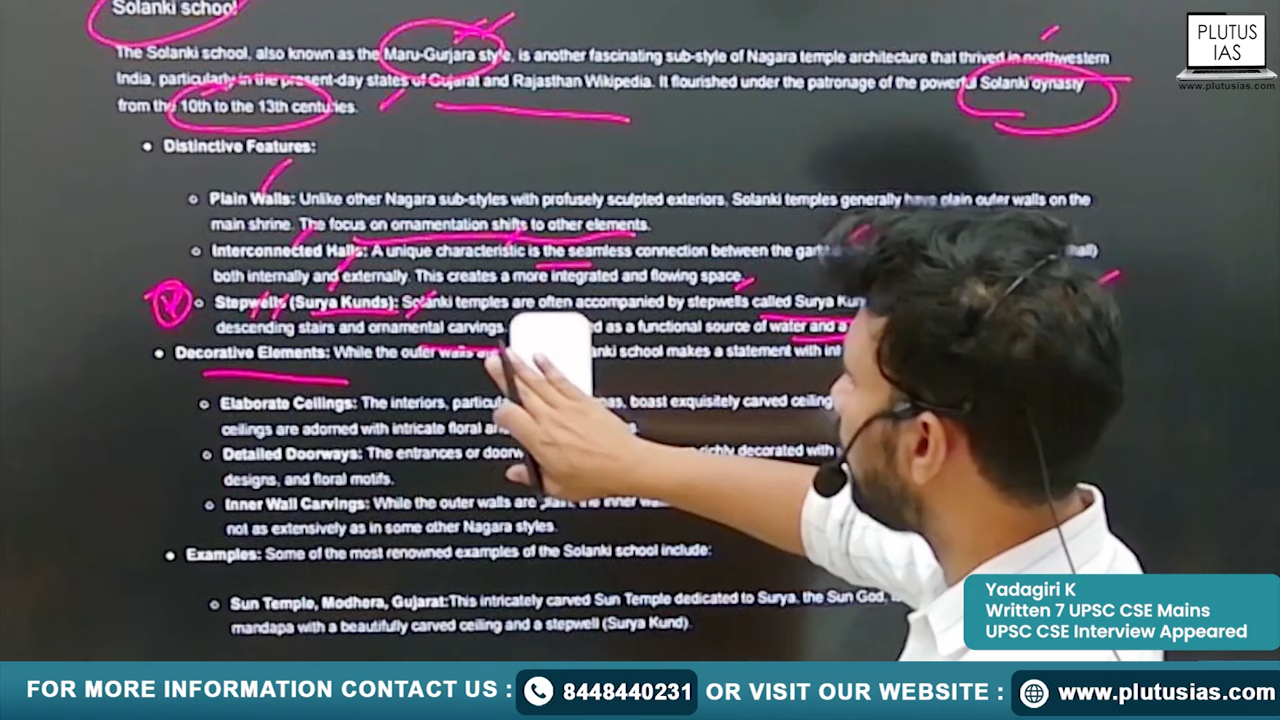 Solanki school
PLUTUS
IAS
www.plutusias.com
The Solanki school, also known as the Maru-Gurjara style, is another fascinating sub-style of Nagara temple architecture that thrived in northwestern
India, particularly in the present-day states of Gujarat and Rajasthan Wikipedia. It flourished under the patronage of the powerful Solanki dynasty
from the 10th to the 13th centuries.
Distinctive Features:
Plain Walls: Unlike other Nagara sub-styles with profusely sculpted exteriors, Solanki temples generally have plain outer walls on the
main shrine. The focus on ornamentation shifts to other elements.
Interconnected Halls: A unique characteristic is the seamless connection between the
both internally and externally. This creates a more integrated and flowing space.
Stepwells (Surya Kunds): Solanki temples are often accompanied by stepwells called Surya
descending stairs and ornamental carvings. as a functional source of water and
Decorative Elements: While the outer walls school makes a statement with
Elaborate Ceilings: The interiors, boast exquisitely carved
ceilings are adorned with intricate floral
Detailed Doorways: The entrances or richly decorated with
designs, and floral motifs.
Inner Wall Carvings: While the outer walls are the inner
not as extensively as in some other Nagara styles.
Examples: Some of the most renowned examples of the Solanki school include:
Sun Temple, Modhera, Gujarat:This intricately carved Sun Temple dedicated to Surya, the Sun God,
mandapa with a beautifully carved ceiling and a stepwell (Surya Kund).
Yadagiri K
Written 7 UPSC CSE Mains
UPSC CSE Interview Appeared
FOR MORE INFORMATION CONTACT US : 8448440231 OR VISIT OUR WEBSITE : www.plutusias.com